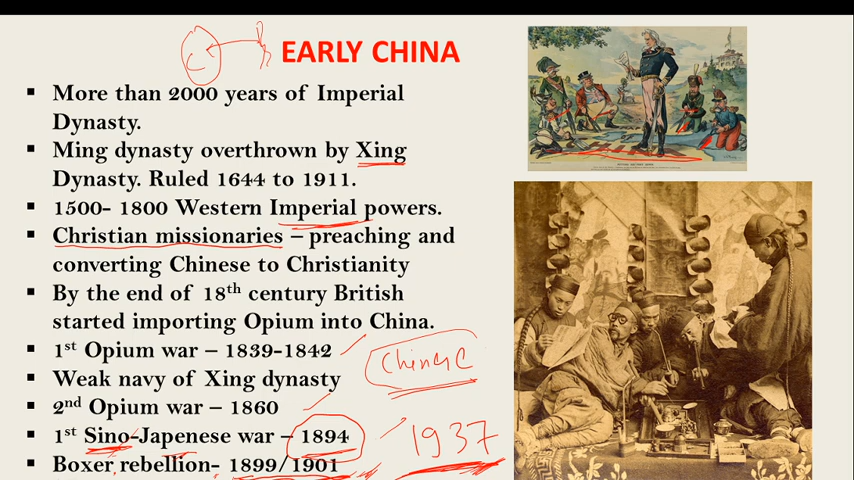 EARLY CHINA
More than 2000 years of Imperial
Dynasty.
Ming dynasty overthrown by Xing
Dynasty. Ruled 1644 to 1911.
1500- 1800 Western Imperial powers.
Christian missionaries – preaching and
converting Chinese to Christianity
By the end of 18th century British
started importing Opium into China.
1st Opium war – 1839-1842
Chinese
Weak navy of Xing dynasty
2nd Opium war – 1860
1st Sino-Japenese war – 1894
1937
Boxer rebellion- 1899/1901